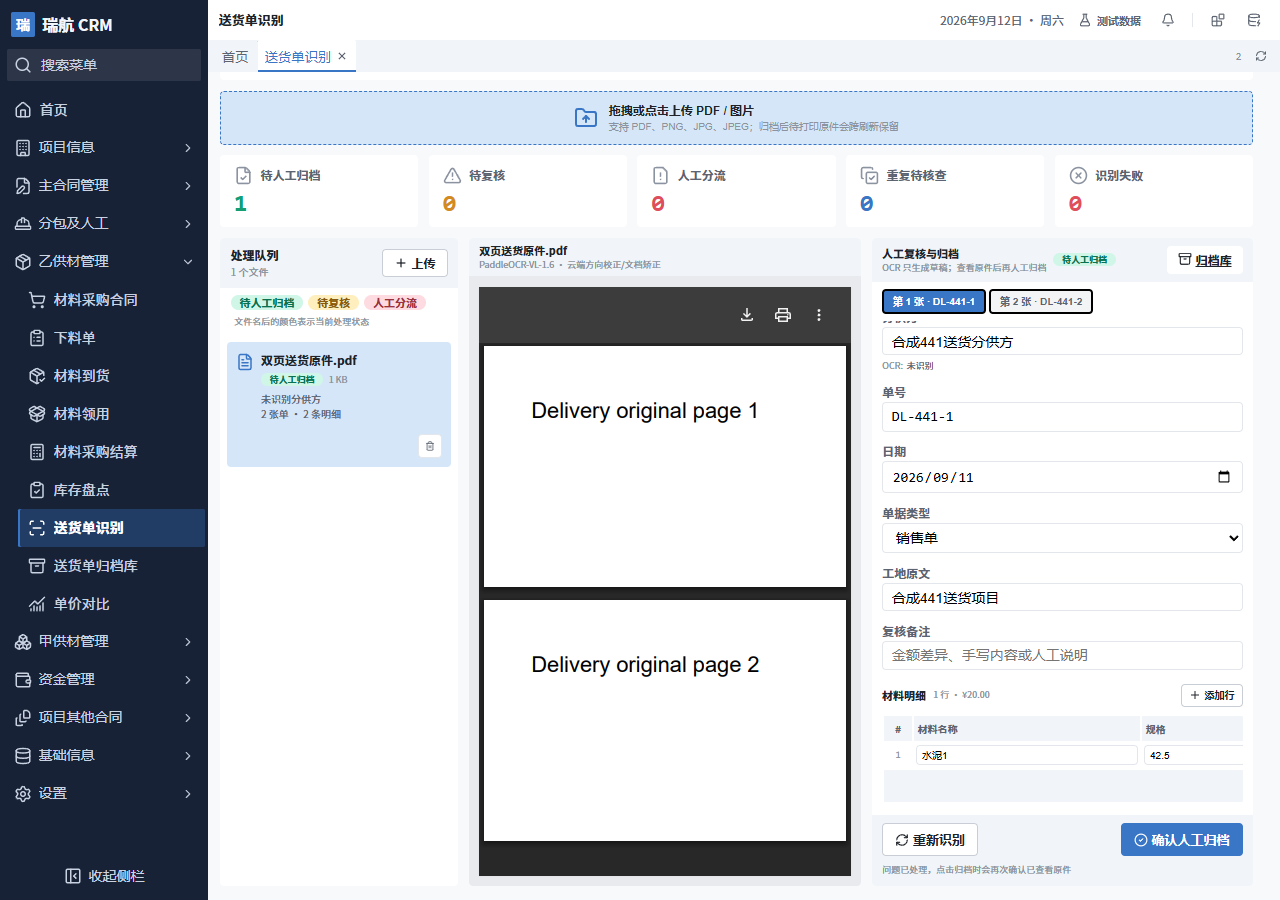 瑞 瑞航 CRM
搜索菜单
首页
项目信息
主合同管理
分包及人工
乙供材管理
材料采购合同
下料单
材料到货
材料领用
材料采购结算
库存盘点
送货单识别
送货单归档库
单价对比
甲供材管理
资金管理
项目其他合同
基础信息
设置
收起侧栏
送货单识别
2026年9月12日 · 周六 测试数据
首页 送货单识别 ×
2
拖拽或点击上传 PDF / 图片
支持 PDF、PNG、JPG、JPEG；归档后待打印原件会跨刷新保留
待人工归档
1
待复核
0
人工分流
0
重复待核查
0
识别失败
0
处理队列
1 个文件
+ 上传
待人工归档 待复核 人工分流
文件名后的颜色表示当前处理状态
双页送货原件.pdf
待人工归档 1 KB
未识别分供方
2 张单 · 2 条明细
双页送货原件.pdf
PaddleOCR-VL-1.6 · 云端方向校正/文档矫正
Delivery original page 1
Delivery original page 2
人工复核与归档
OCR 只生成草稿；查看原件后再人工归档
待人工归档
归档库
第 1 张 · DL-441-1 第 2 张 · DL-441-2
合成441送货分供方
OCR: 未识别
单号
DL-441-1
日期
2026/09/11
单据类型
销售单
工地原文
合成441送货项目
复核备注
金额差异、手写内容或人工说明
材料明细 1 行 · ¥20.00
+ 添加行
# 材料名称 规格
1 水泥1 42.5
重新识别
确认人工归档
问题已处理，点击归档时会再次确认已查看原件